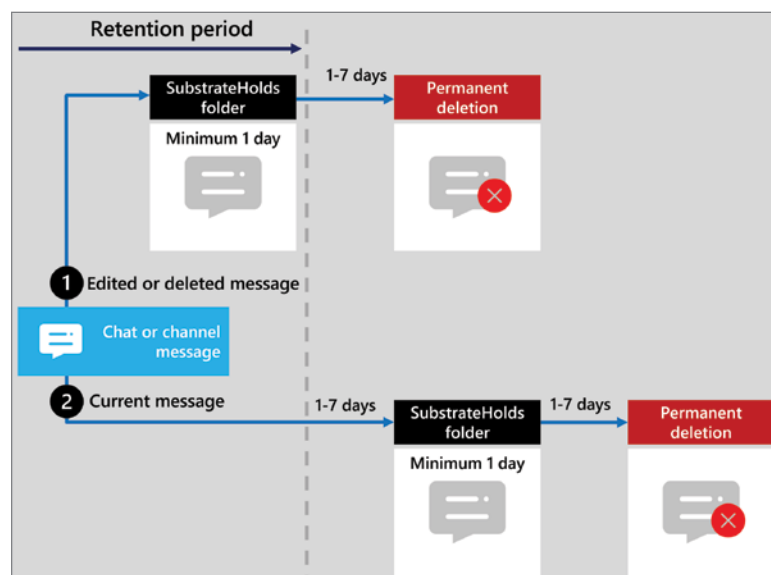 Retention period
1-7 days
SubstrateHolds
folder
Permanent
deletion
Minimum 1 day
1 Edited or deleted message
Chat or channel
message
2 Current message
1-7 days
SubstrateHolds
folder
1-7 days
Permanent
deletion
Minimum 1 day